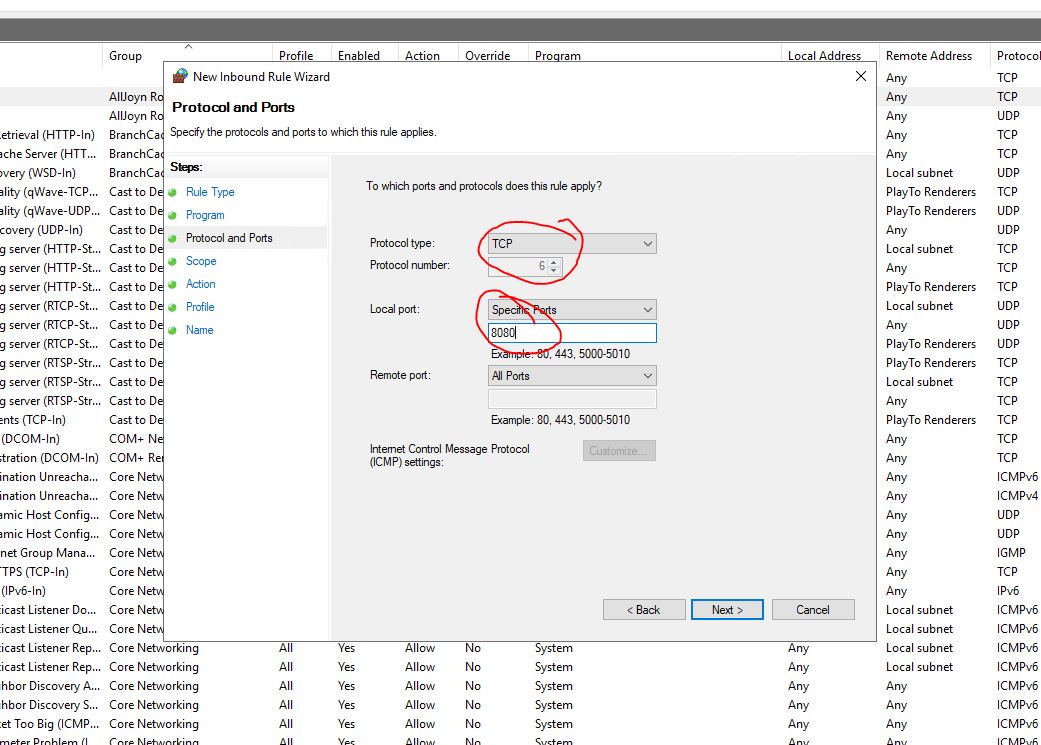 Group Profile Enabled Action Override Program Local Address Remote Address Protoco
New Inbound Rule Wizard
Any TCP
AllJoyn Ro Any TCP
Protocol and Ports
AllJoyn Ro Any UDP
Specify the protocols and ports to which this rule applies.
etrieval (HTTP-In) BranchCac Any TCP
ache Server (HTT... BranchCac Any TCP
Steps:
overy (WSD-In) BranchCac Local subnet UDP
To which ports and protocols does this rule apply?
ality (qWave-TCP... Cast to De PlayTo Renderers TCP
Rule Type
ality (qWave-UDP... Cast to De PlayTo Renderers UDP
Program
covery (UDP-In) Cast to De Any UDP
Protocol and Ports
Protocol type: TCP
g server (HTTP-St... Cast to De Local subnet TCP
Scope
Protocol number: 6
g server (HTTP-St... Cast to De Any TCP
Action
g server (HTTP-St... Cast to De PlayTo Renderers TCP
Profile
Local port: Specific Ports
g server (RTCP-Str... Cast to De Local subnet UDP
Name
8080
g server (RTCP-Str... Cast to De Any UDP
g server (RTCP-Str... Cast to De PlayTo Renderers UDP
Example: 80, 443, 5000-5010
g server (RTSP-Str... Cast to De PlayTo Renderers TCP
Remote port: All Ports
g server (RTSP-Str... Cast to De Local subnet TCP
g server (RTSP-Str... Cast to De Any TCP
Example: 80, 443, 5000-5010
ents (TCP-In) Cast to De PlayTo Renderers TCP
(DCOM-In) COM+ Ne Any TCP
Internet Control Message Protocol
(ICMP) settings:
Customize...
stration (DCOM-In) COM+ Rer Any TCP
ination Unreacha... Core Netw Any ICMPv6
ination Unreacha... Core Netw Any ICMPv4
amic Host Config... Core Netw Any UDP
amic Host Config... Core Netw Any UDP
net Group Mana... Core Netw Any IGMP
TPS (TCP-In) Core Netw Any TCP
(IPv6-In) Core Netw Any IPv6
ticast Listener Do... Core Netw Local subnet ICMPv6
< Back Next > Cancel
ticast Listener Qu... Core Netw Local subnet ICMPv6
ticast Listener Rep... Core Networking All Yes Allow No System Any Local subnet ICMPv6
ticast Listener Rep... Core Networking All Yes Allow No System Any Local subnet ICMPv6
ghbor Discovery A... Core Networking All Yes Allow No System Any Any ICMPv6
ghbor Discovery S... Core Networking All Yes Allow No System Any Any ICMPv6
ket Too Big (ICMP... Core Networking All Yes Allow No System Any Any ICMPv6
ameter Problem (I... Core Networking All Yes Allow No System Any Any ICMPv6